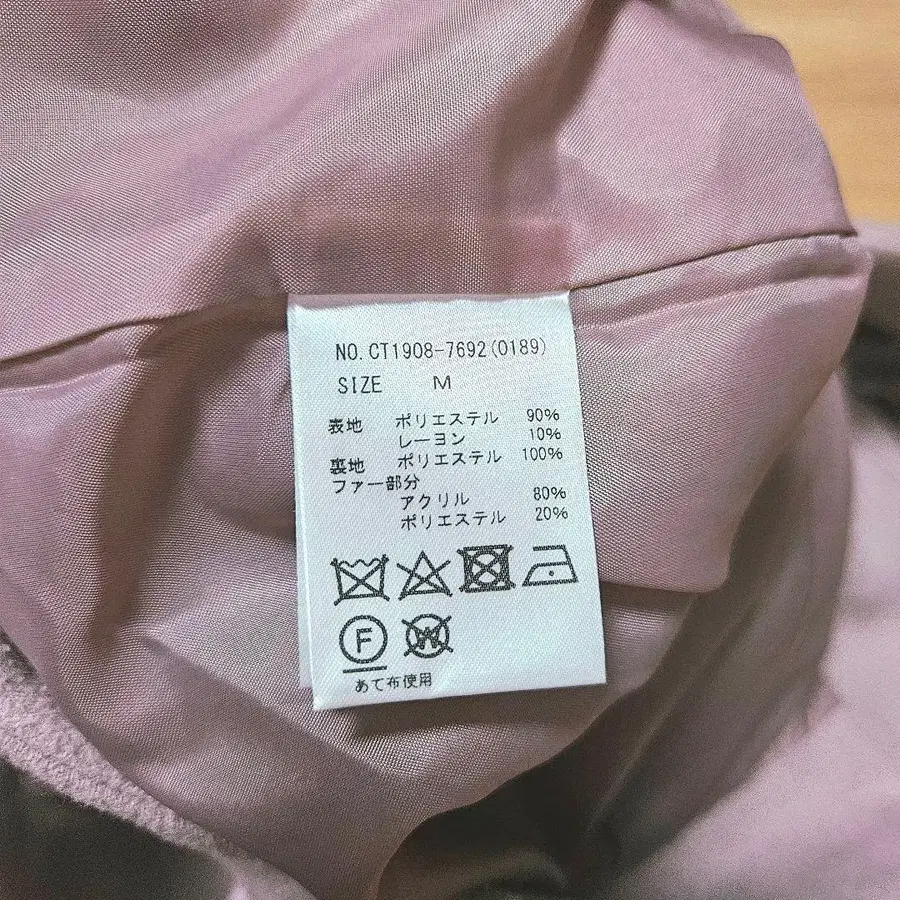 NO.CT1908-7692(0189)
SIZE M
表地 ポリエステル 90%
レーヨン 10%
裏地 ポリエステル 100%
ファー部分
アクリル 80%
ポリエステル 20%
F W
あて布使用